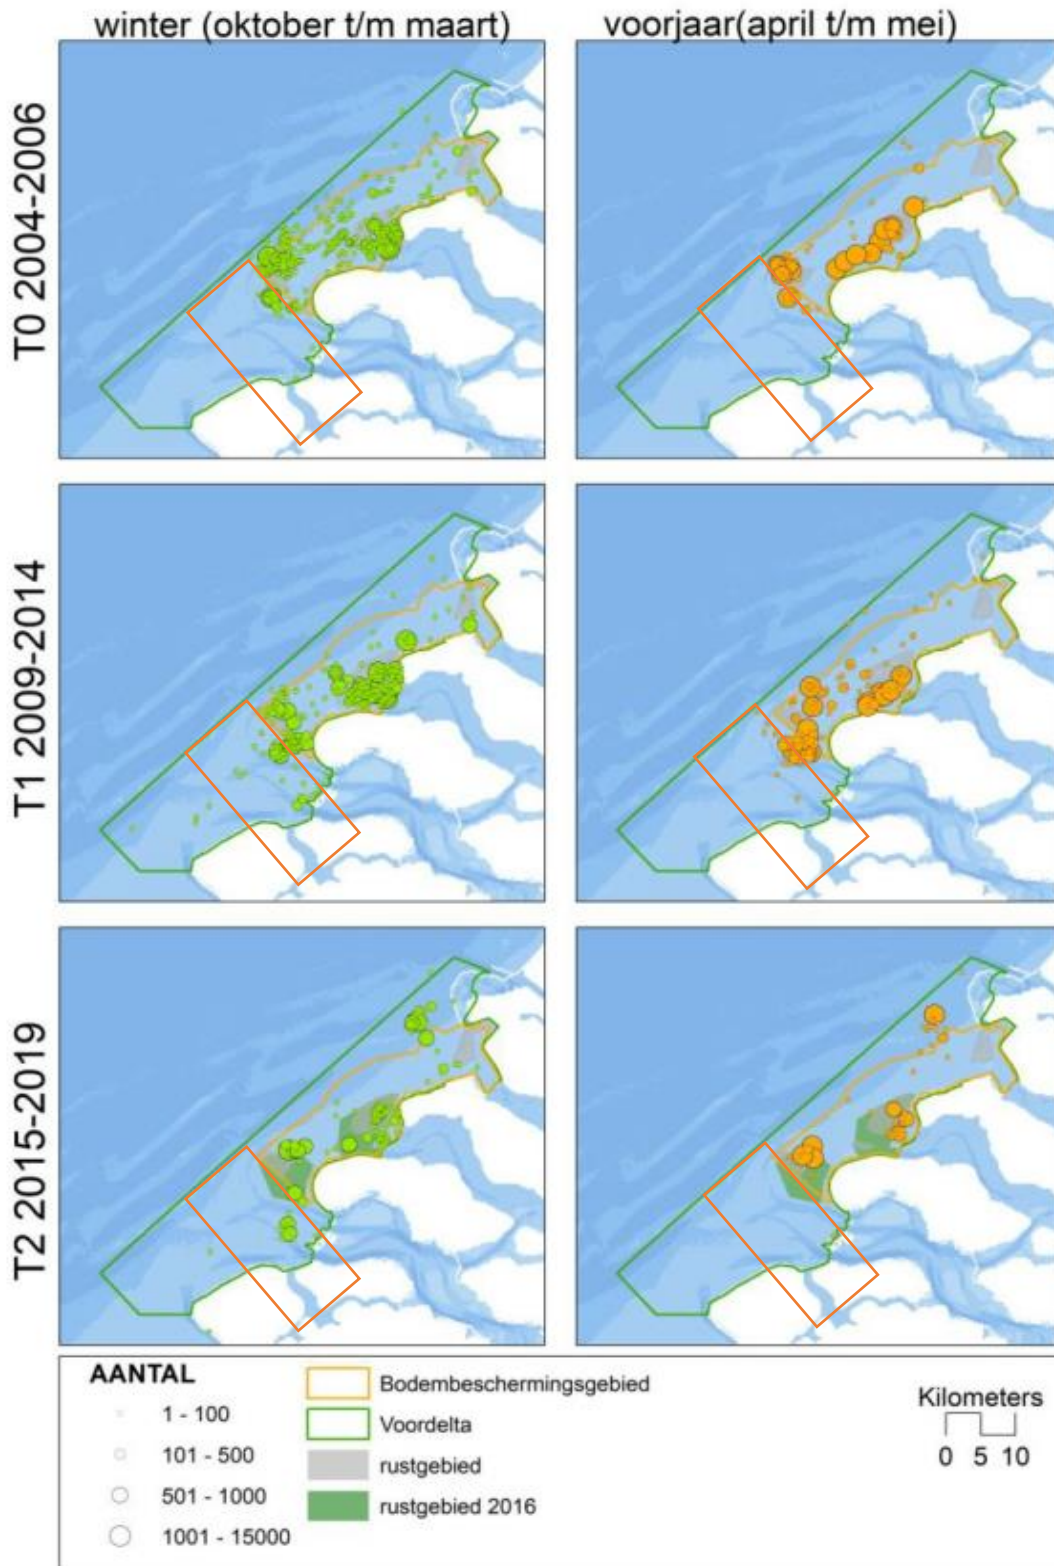 winter (oktober t/m maart)
voorjaar(april t/m mei)
T0 2004-2006
T1 2009-2014
T2 2015-2019
AANTAL
1 - 100
101 - 500
501 - 1000
1001 - 15000
Bodembeschermingsgebied
Voordelta
rustgebied
rustgebied 2016
Kilometers
0 5 10